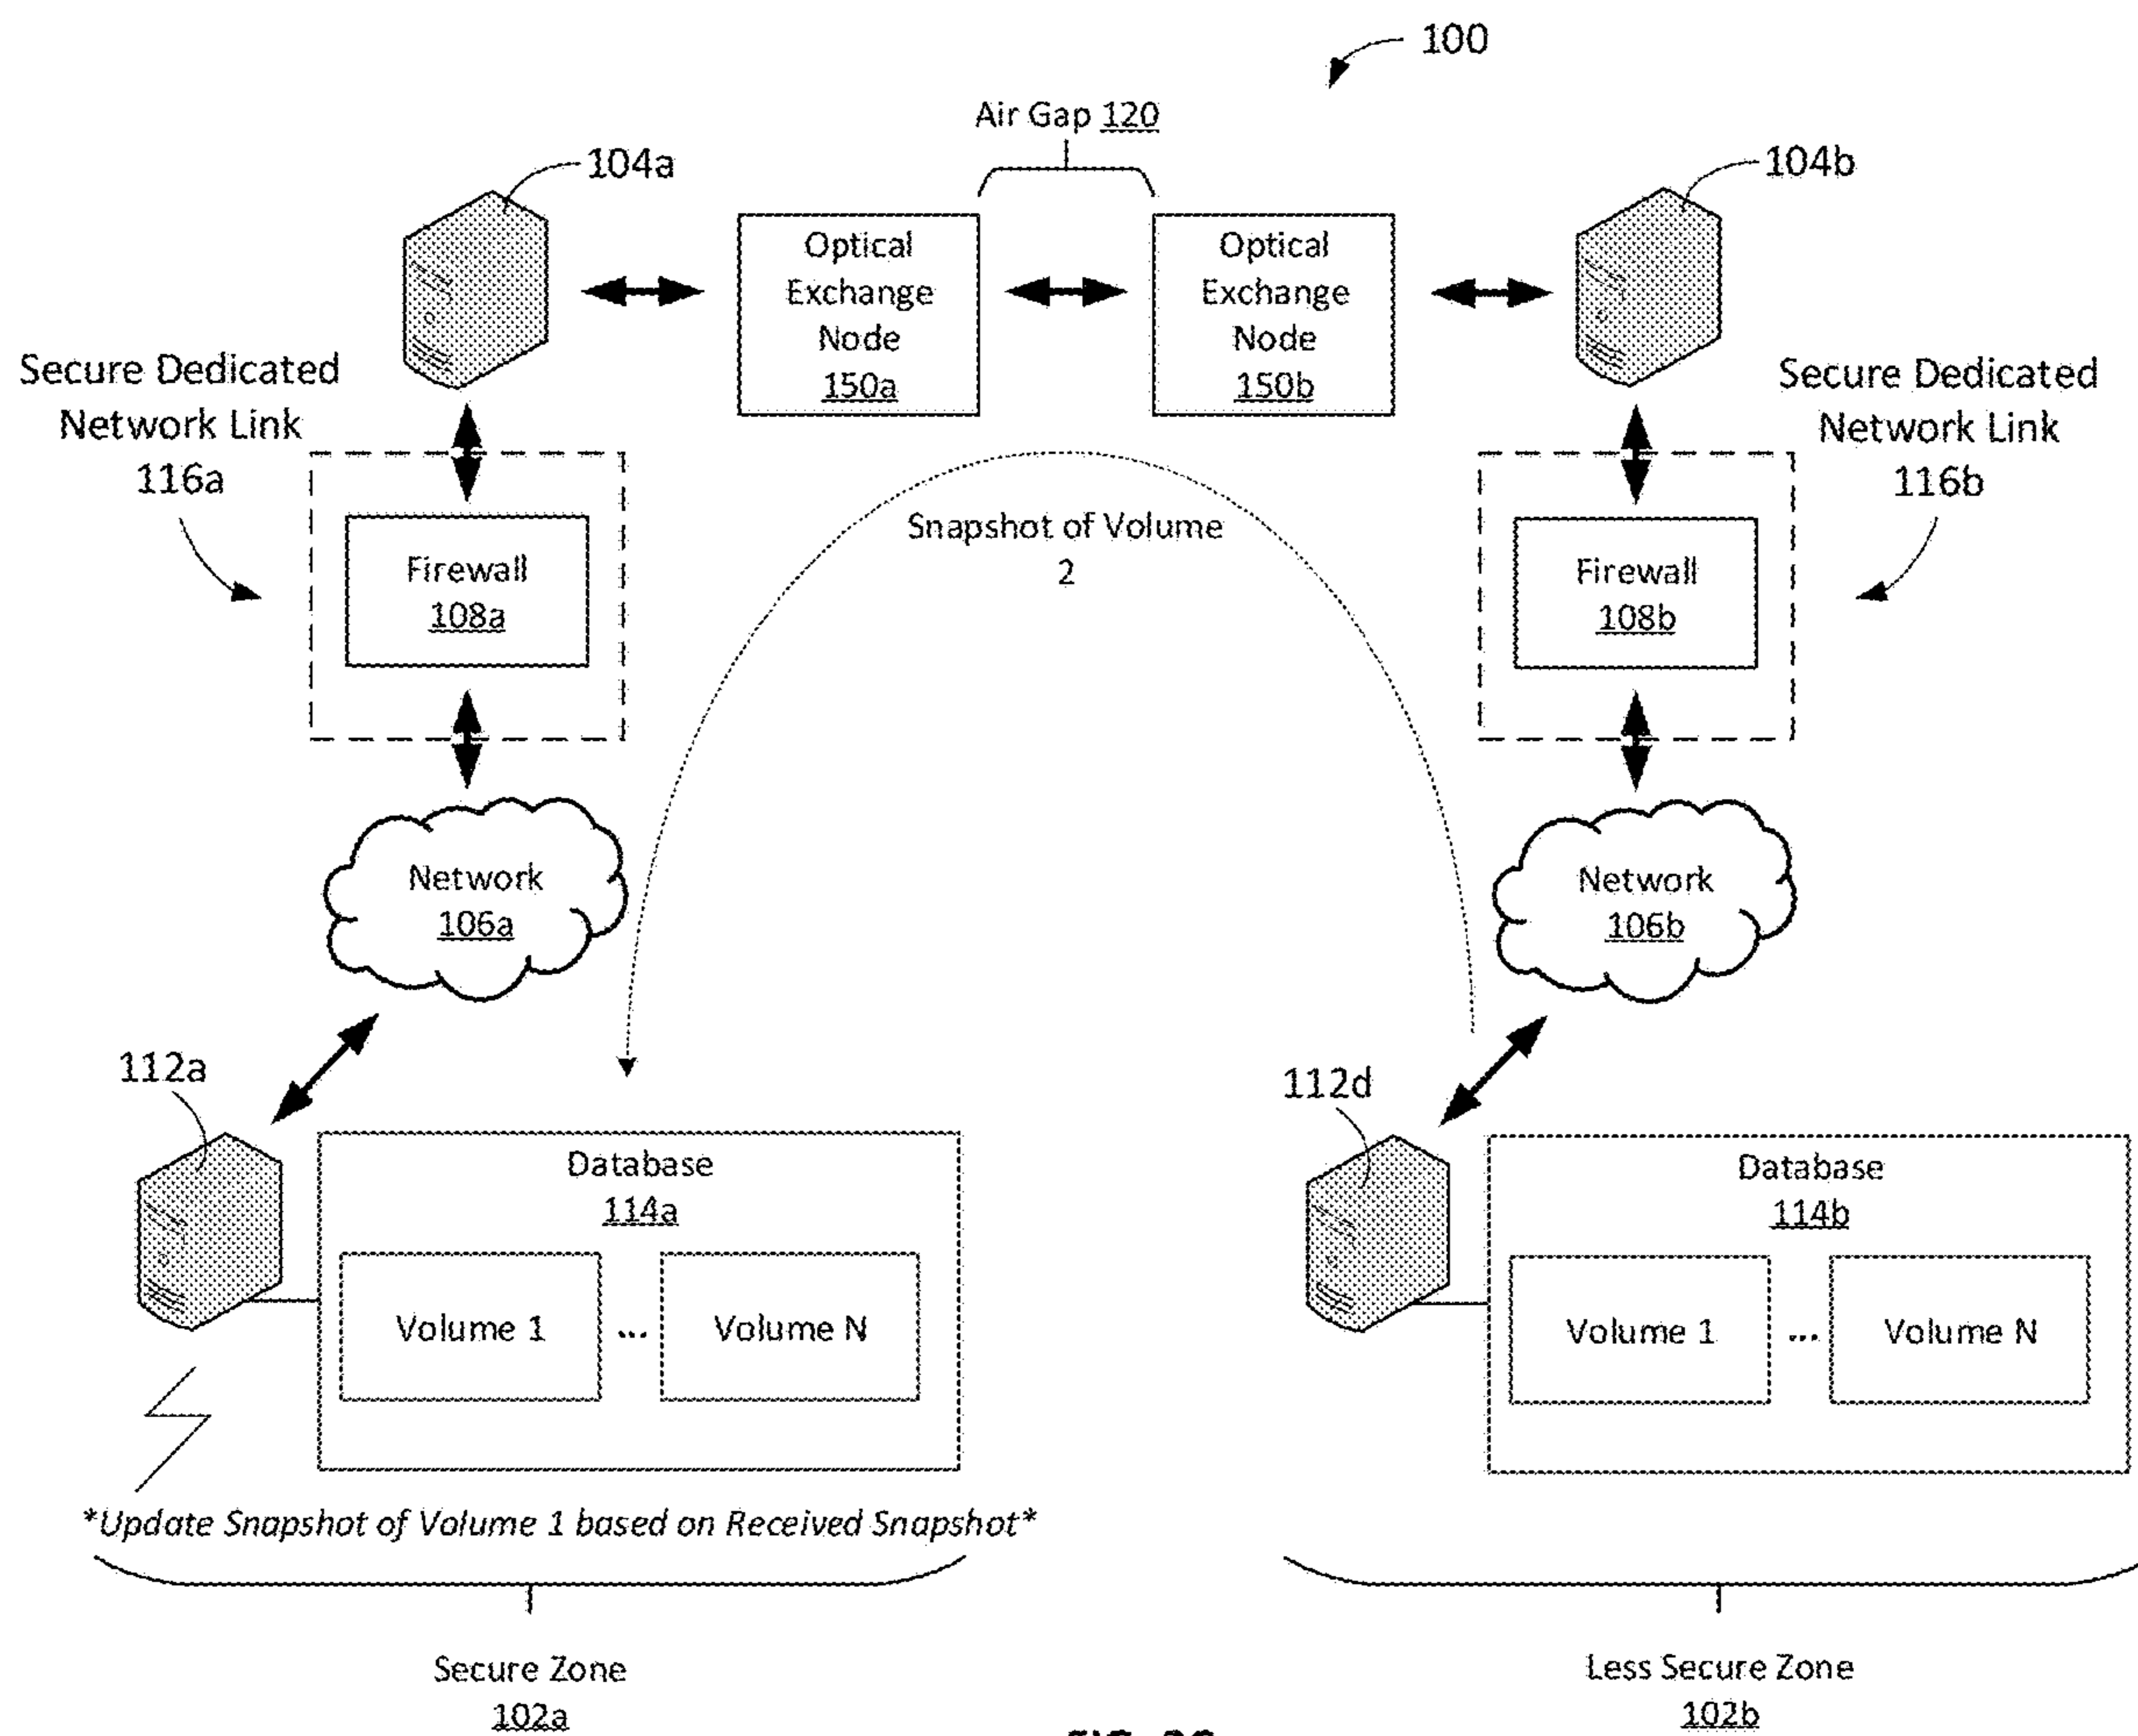 100
Air Gap 120
104a
104b
Optical
Exchange
Node
150a
Optical
Exchange
Node
150b
Secure Dedicated
Network Link
116a
Secure Dedicated
Network Link
116b
Snapshot of Volume
2
Firewall
108a
Firewall
108b
Network
106a
Network
106b
112a
112d
Database
114a
Volume 1
...
Volume N
Database
114b
Volume 1
...
Volume N
*Update Snapshot of Volume 1 based on Received Snapshot*
Secure Zone
102a
Less Secure Zone
102b